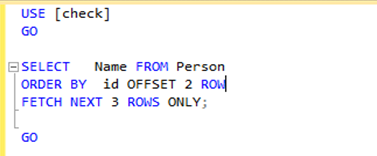 USE [check]
GO
SELECT Name FROM Person
ORDER BY id OFFSET 2 ROW
FETCH NEXT 3 ROWS ONLY;
GO